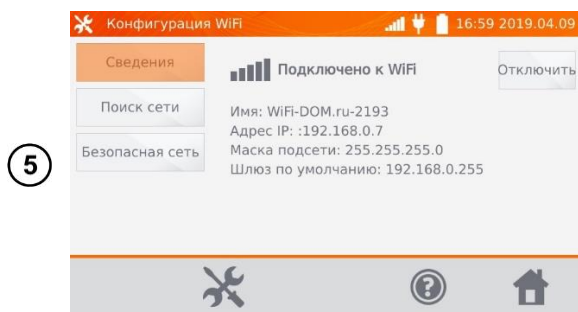 Конфигурация WiFi
16:59 2019.04.09
Сведения
Подключено к WiFi
Отключить
Поиск сети
Имя: WiFi-DOM.ru-2193
Адрес IP: :192.168.0.7
Безопасная сеть
Маска подсети: 255.255.255.0
Шлюз по умолчанию: 192.168.0.255
5
?